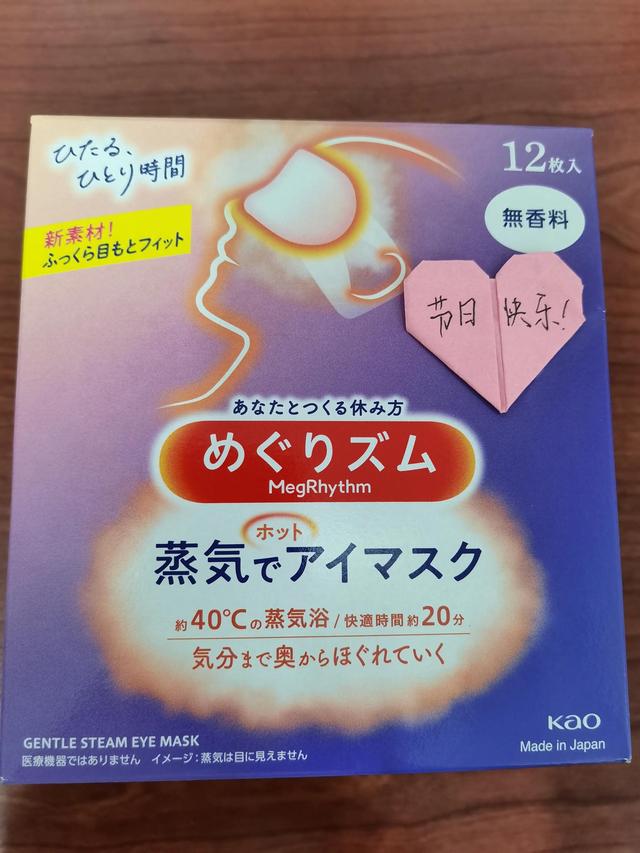 ひたる、
ひとり時間
新素材!
ふっくら目もとフィット
12枚入
無香料
节日快乐!
あなたとつくる休み方
めぐりズム
MegRhythm
ホット
蒸気でアイマスク
約40℃の蒸気浴/快適時間約20分
気分まで奥からほぐれていく
Kao
Made in Japan
GENTLE STEAM EYE MASK
医療機器ではありません イメージ:蒸気は目に見えません